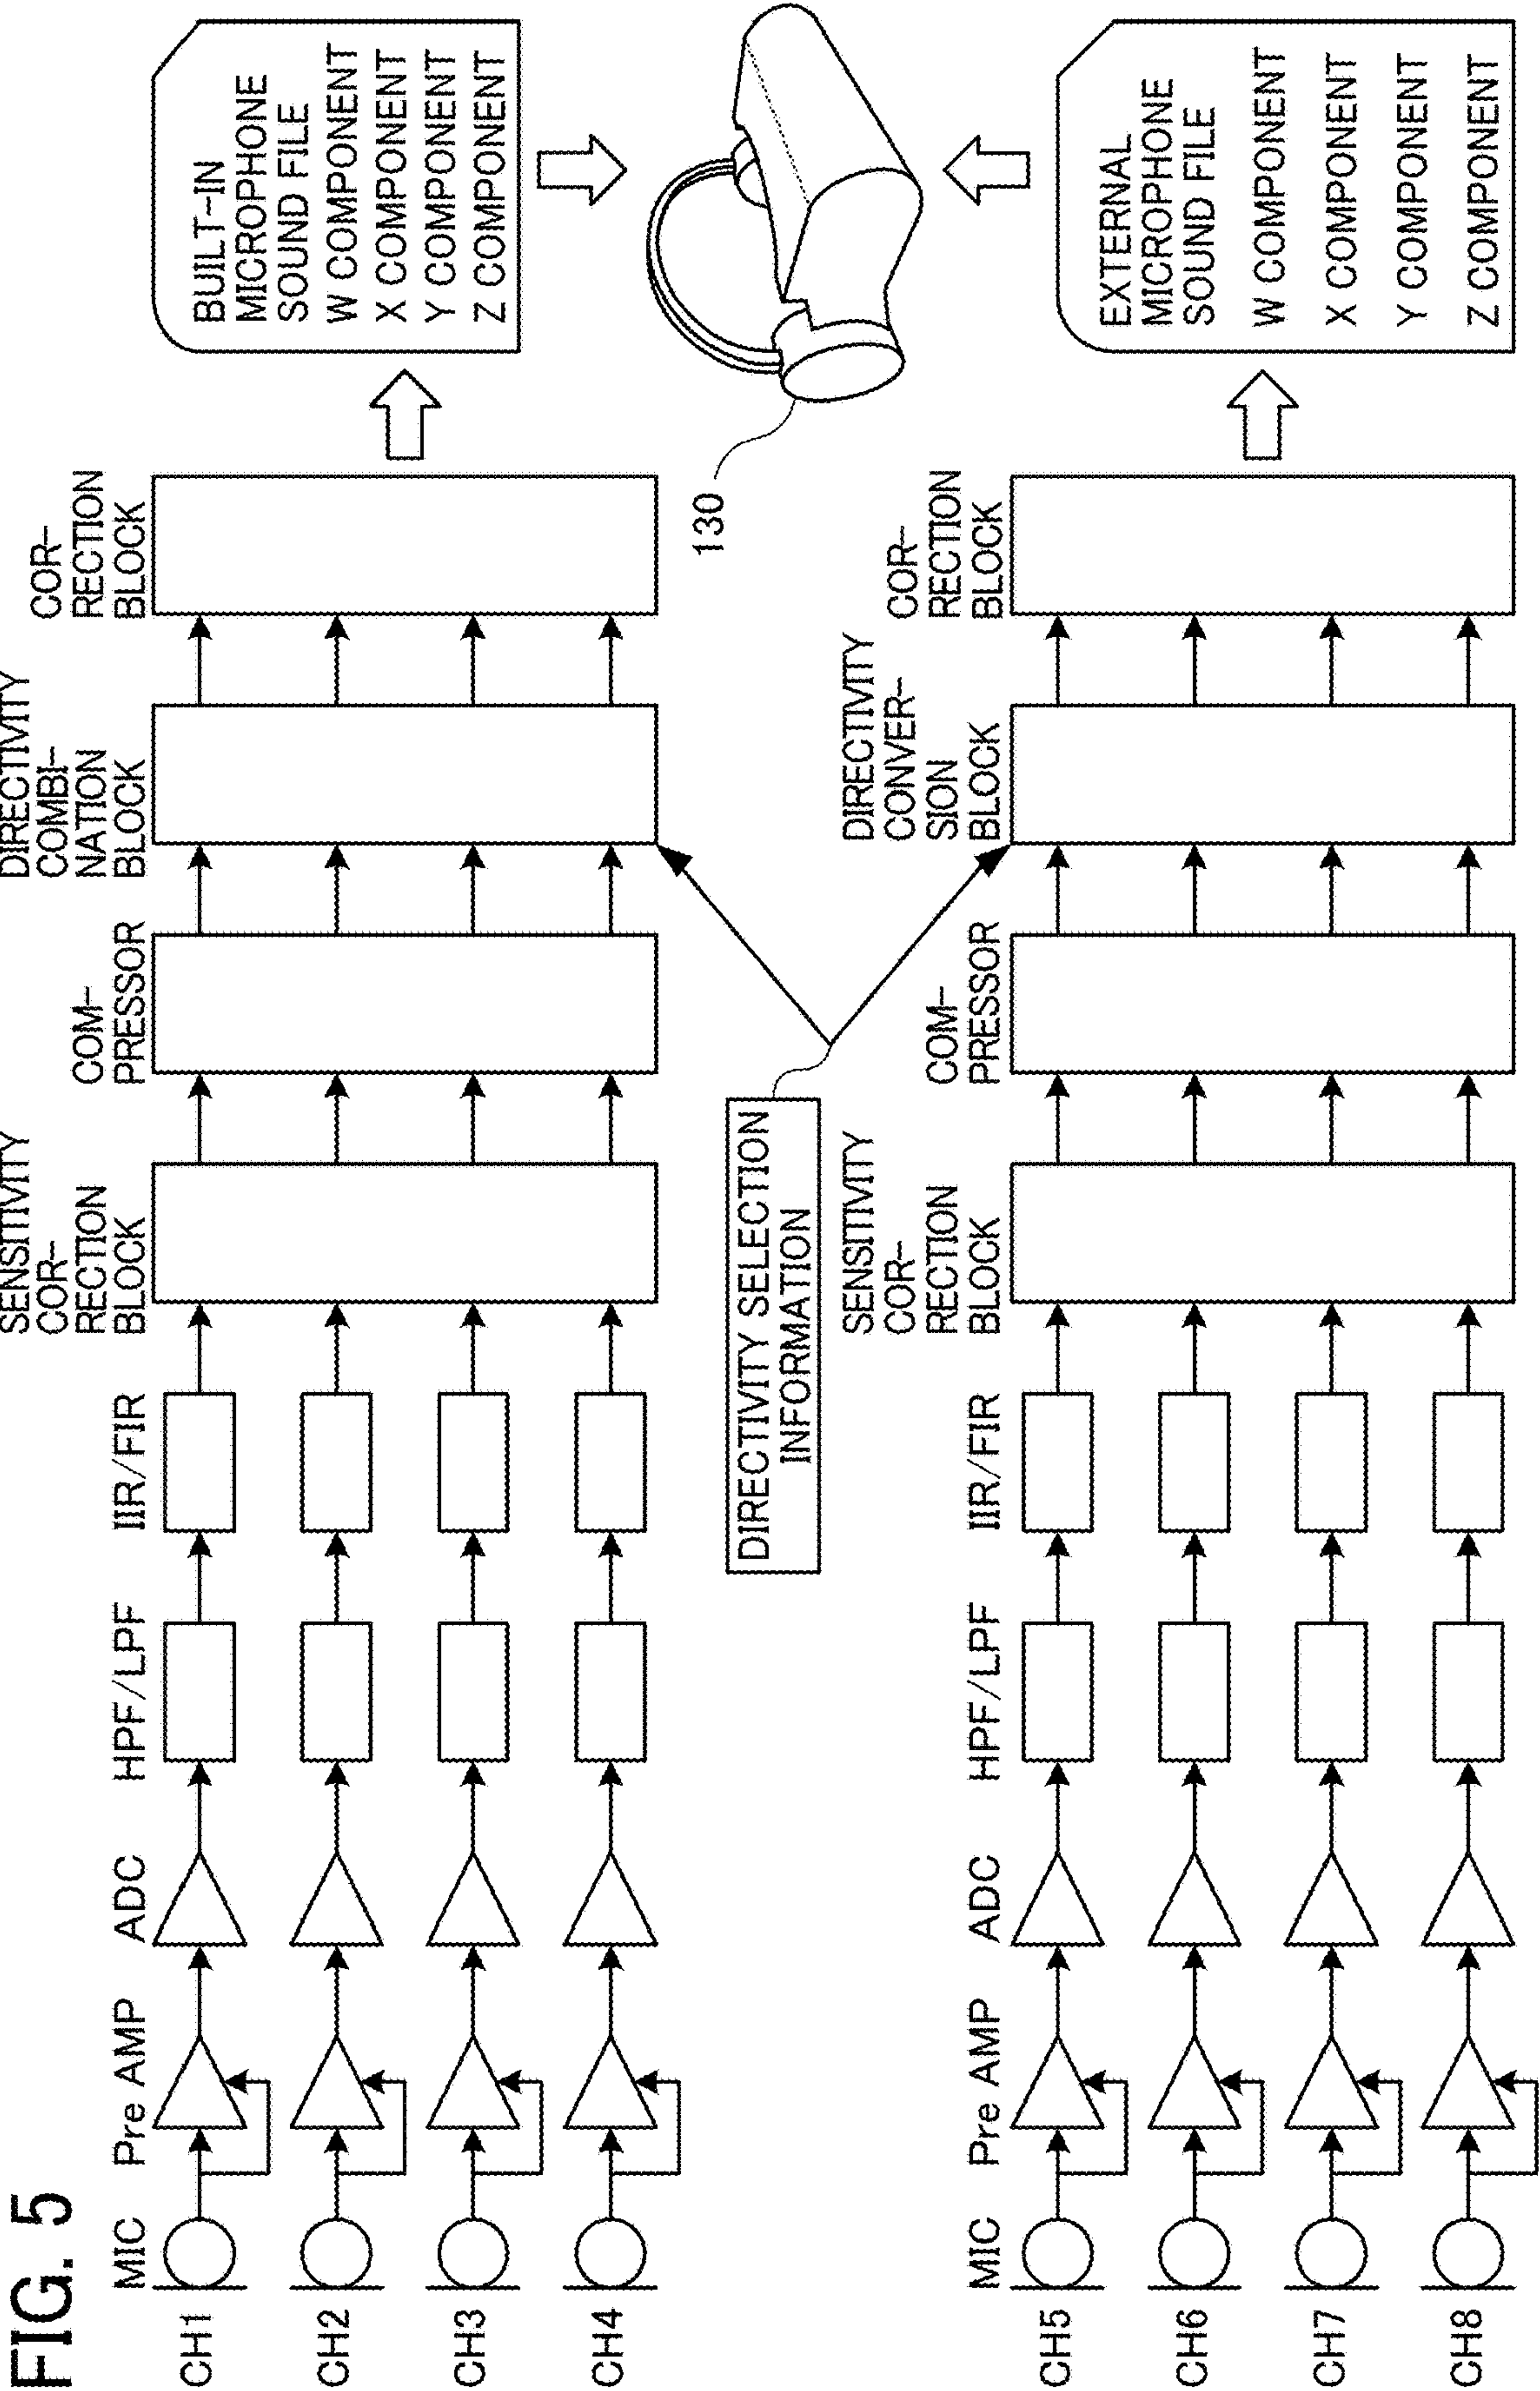 FIG. 5
MIC
Pre AMP
ADC
HPF/LPF
IIR/FIR
SENSITIVITY
COR-
RECTION
BLOCK
COM-
PRESSOR
DIRECTIVITY
COMBI-
NATION
BLOCK
COR-
RECTION
BLOCK
CH1
CH2
CH3
CH4
BUILT-IN
MICROPHONE
SOUND FILE
W COMPONENT
X COMPONENT
Y COMPONENT
Z COMPONENT
DIRECTIVITY SELECTION
INFORMATION
130
MIC
Pre AMP
ADC
HPF/LPF
IIR/FIR
SENSITIVITY
COR-
RECTION
BLOCK
COM-
PRESSOR
DIRECTIVITY
CONVER-
SION
BLOCK
COR-
RECTION
BLOCK
CH5
CH6
CH7
CH8
EXTERNAL
MICROPHONE
SOUND FILE
W COMPONENT
X COMPONENT
Y COMPONENT
Z COMPONENT